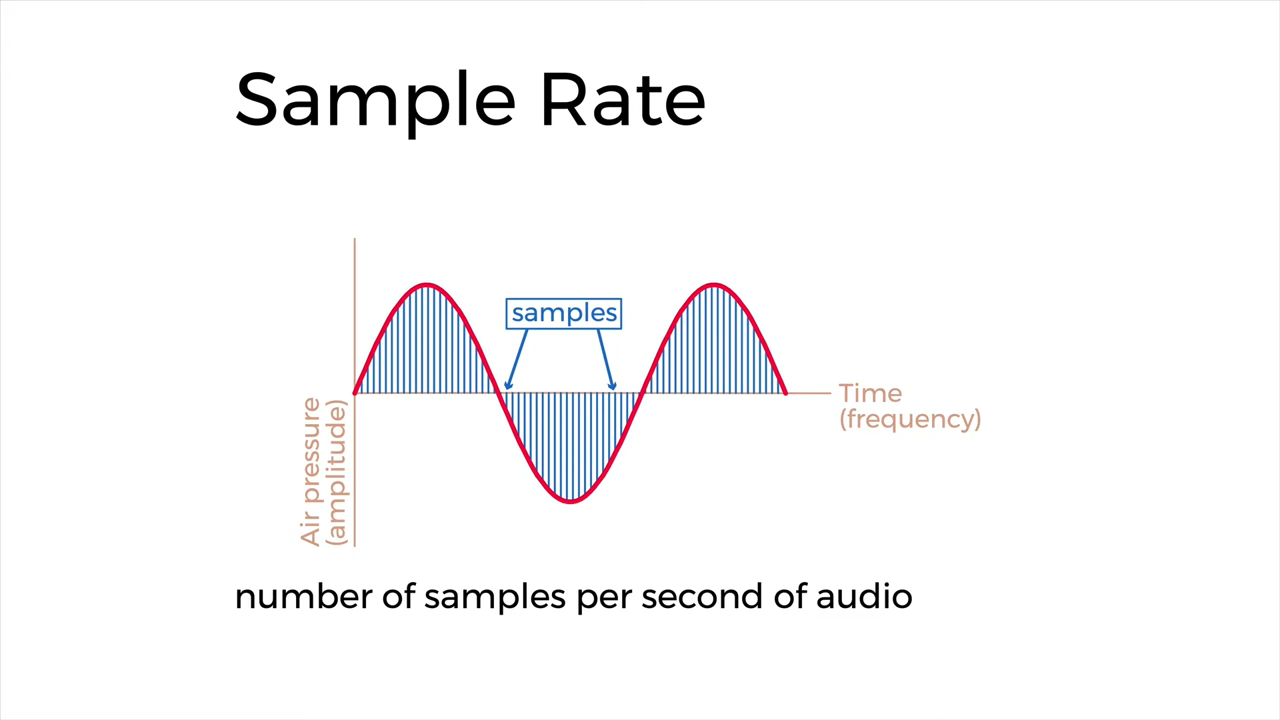 Sample Rate
samples
Time
(frequency)
Air pressure
(amplitude)
number of samples per second of audio